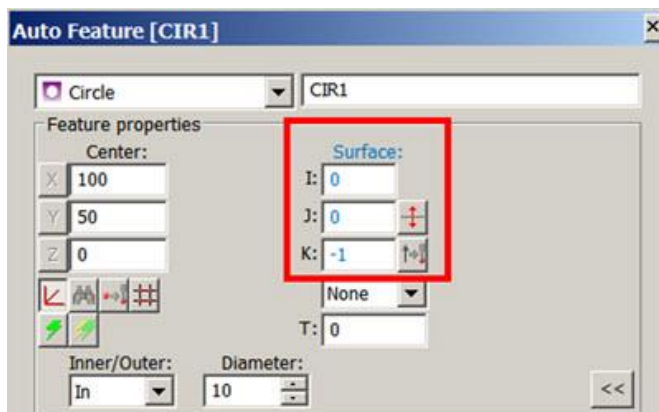 Auto Feature [CIR1]
Circle CIR1
Feature properties
Center: Surface:
X 100 I: 0
Y 50 J: 0
Z 0 K: -1
None
T: 0
Inner/Outer: Diameter:
In 10 <<